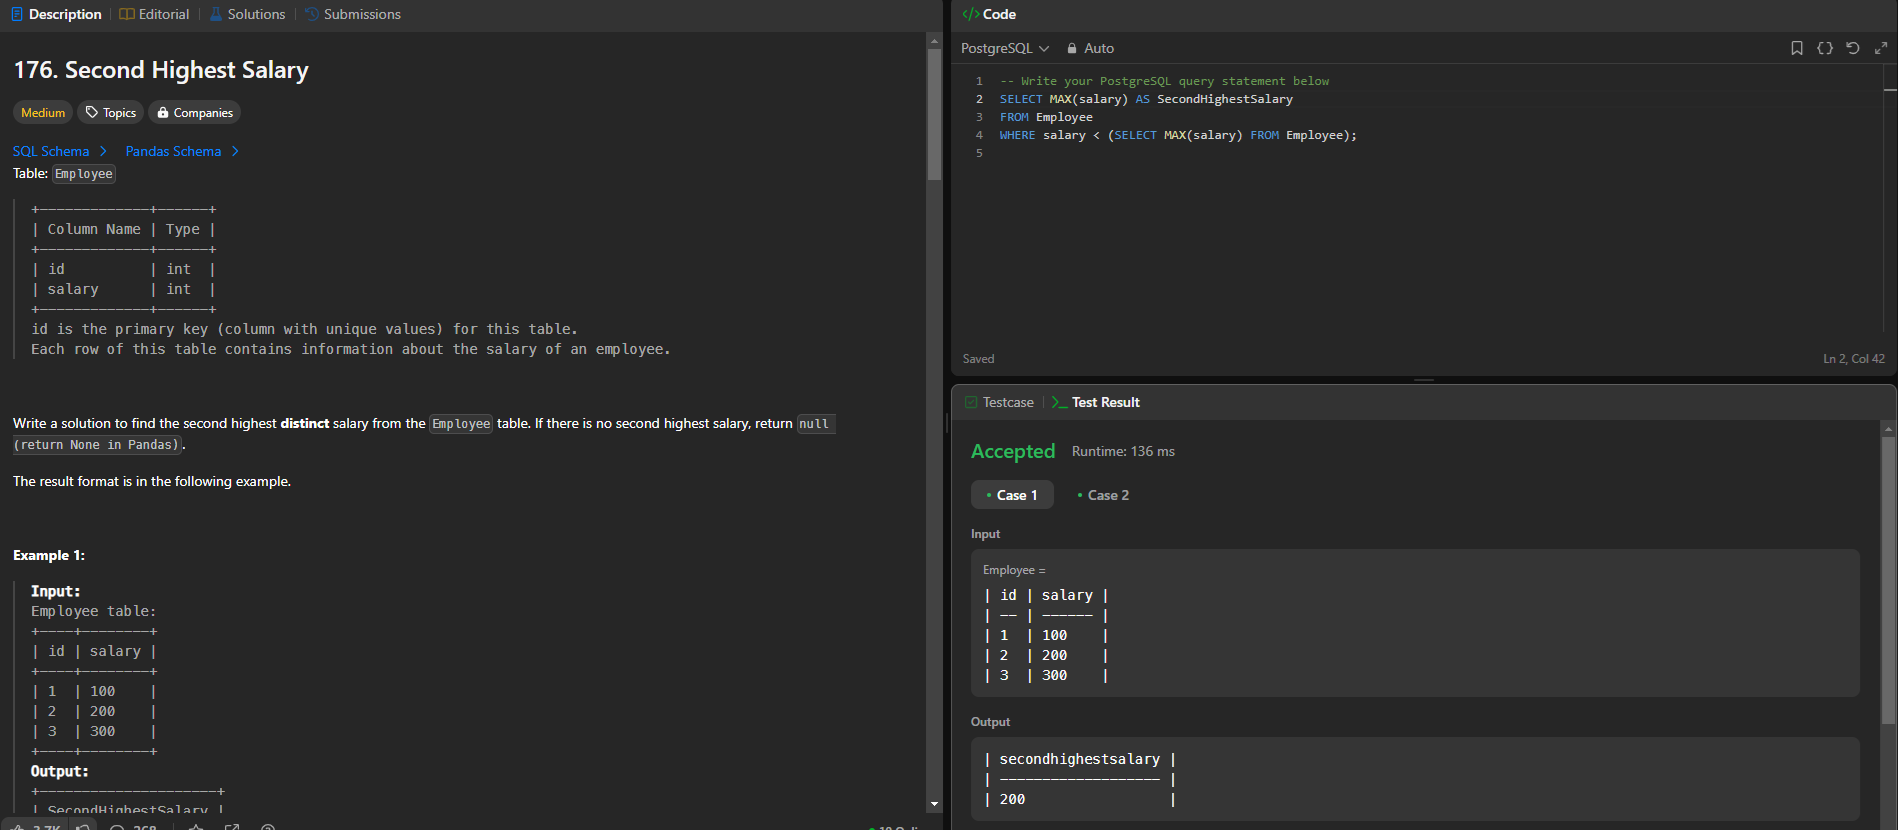 Description | Editorial | Solutions | Submissions
176. Second Highest Salary
Medium Topics Companies
SQL Schema > Pandas Schema >
Table: Employee
+-------------+------+
| Column Name | Type |
+-------------+------+
| id          | int  |
| salary      | int  |
+-------------+------+
id is the primary key (column with unique values) for this table.
Each row of this table contains information about the salary of an employee.
Write a solution to find the second highest distinct salary from the Employee table. If there is no second highest salary, return null
(return None in Pandas).
The result format is in the following example.
Example 1:
Input:
Employee table:
+----+--------+
| id | salary |
+----+--------+
| 1  | 100    |
| 2  | 200    |
| 3  | 300    |
+----+--------+
Output:
+---------------------+
| SecondHighestSalary |
3.7K 268
</> Code
PostgreSQL Auto
1 -- Write your PostgreSQL query statement below
2 SELECT MAX(salary) AS SecondHighestSalary
3 FROM Employee
4 WHERE salary < (SELECT MAX(salary) FROM Employee);
5
Saved Ln 2, Col 42
Testcase | >_ Test Result
Accepted Runtime: 136 ms
• Case 1 • Case 2
Input
Employee =
| id | salary |
| -- | ------ |
| 1  | 100    |
| 2  | 200    |
| 3  | 300    |
Output
| secondhighestsalary |
| ------------------- |
| 200                 |